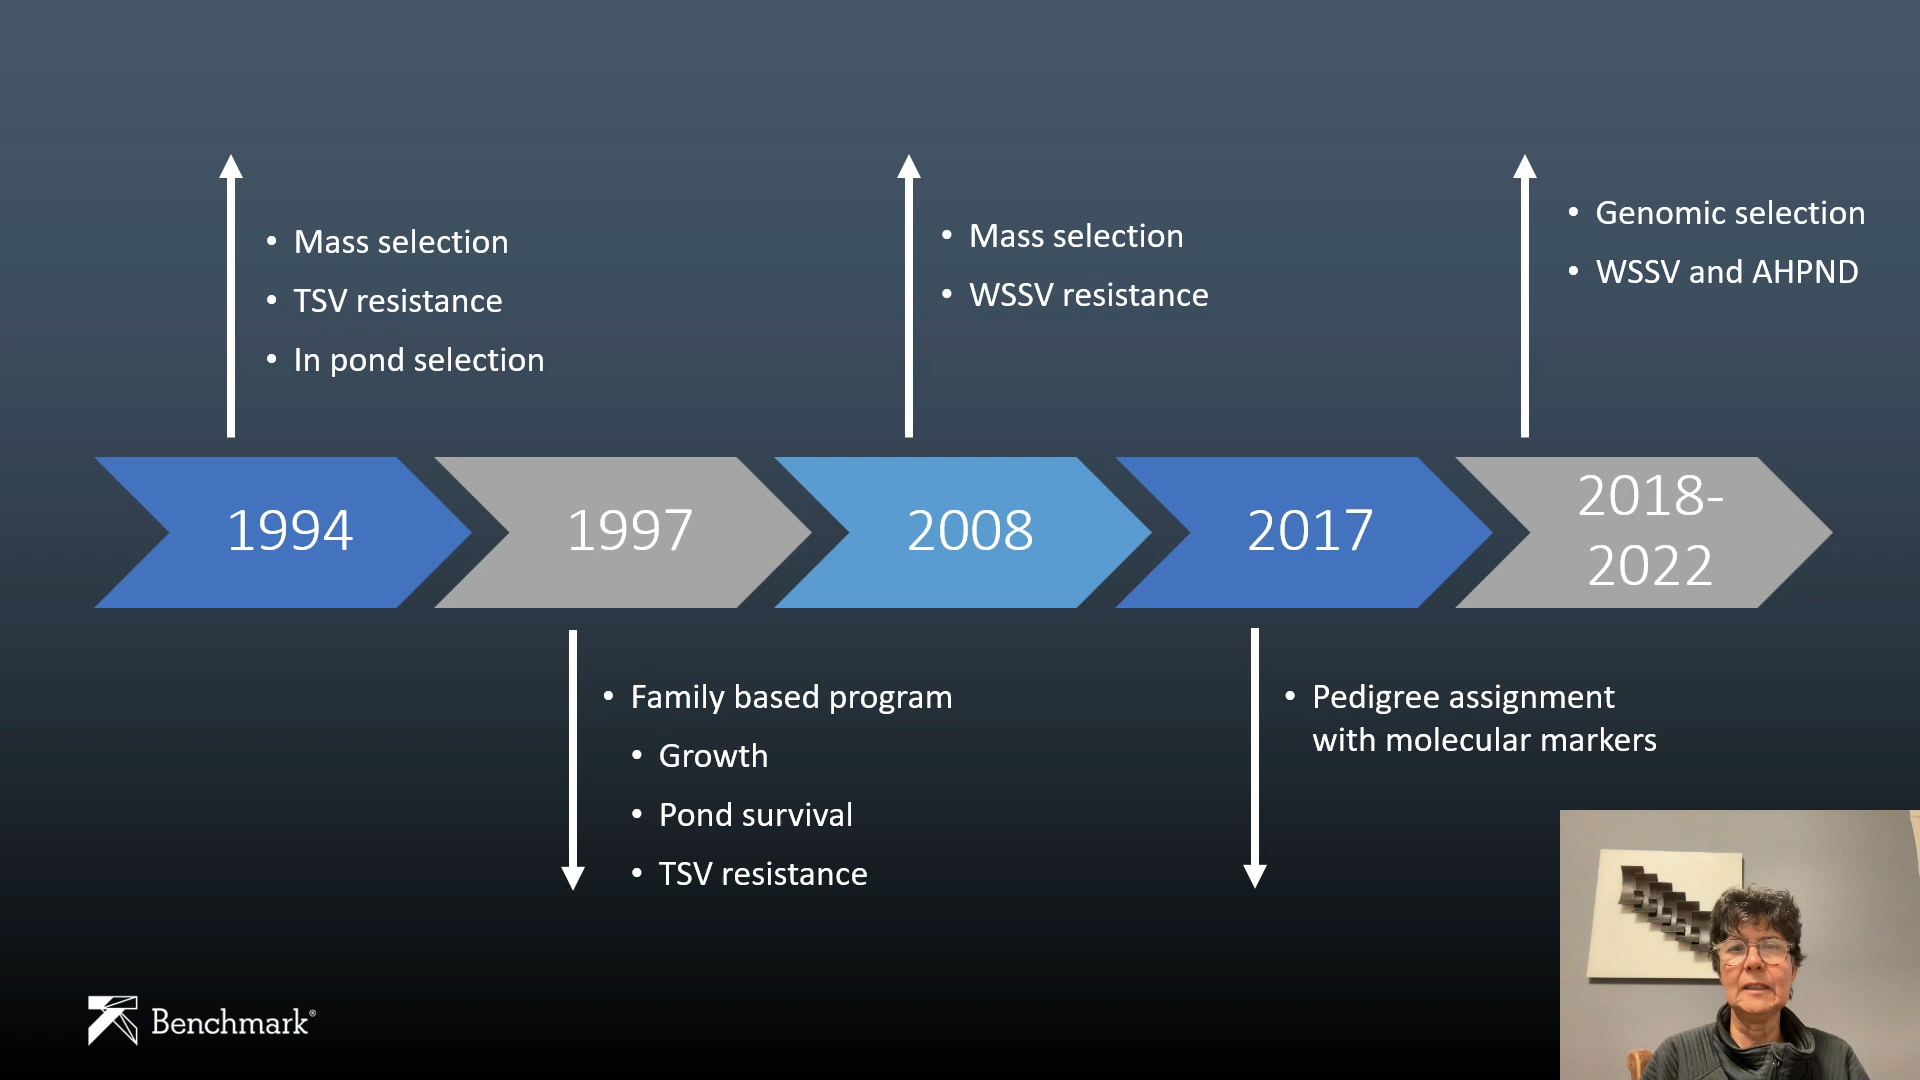 Mass selection
TSV resistance
In pond selection
Mass selection
WSSV resistance
Genomic selection
WSSV and AHPND
1994
1997
2008
2017
2018-
2022
Family based program
Growth
Pond survival
TSV resistance
Pedigree assignment
with molecular markers
Benchmark®